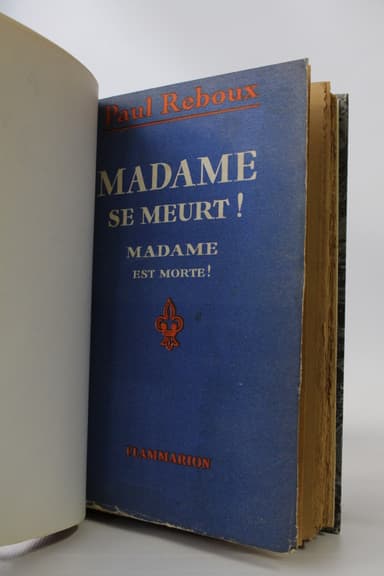 Paul Reboux
MADAME
SE MEURT !
MADAME
EST MORTE !
FLAMMARION